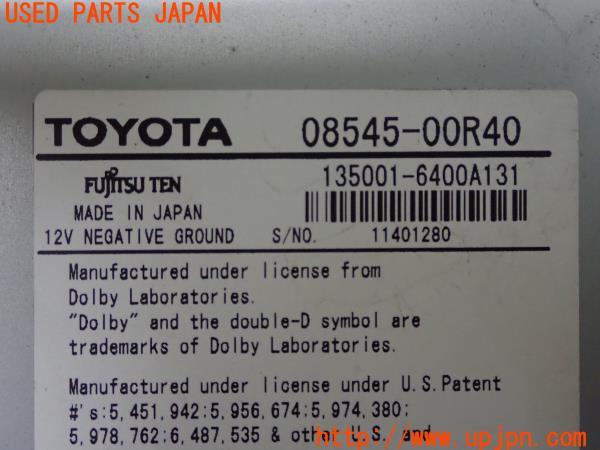 USED PARTS JAPAN
TOYOTA 08545-00R40
FUJITSU TEN 135001-6400A131
MADE IN JAPAN
12V NEGATIVE GROUND S/NO. 11401280
Manufactured under license from
Dolby Laboratories.
"Dolby" and the double-D symbol are
trademarks of Dolby Laboratories.
Manufactured under license under U.S.Patent
#'s:5,451,942:5,956,674:5,974,380:
5,978,762:6,487,535 & other U.S. and
http://www.upjpn.com/